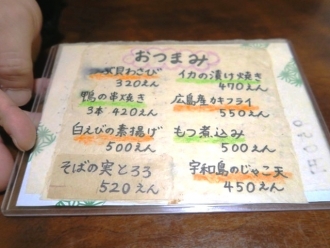 おつまみ
貝わさび
320えん
鴨の串焼き
3本 420えん
白えびの素揚げ
500えん
そばの実とろろ
520えん
イカの漬け焼き
470えん
広島産カキフライ
550えん
もつ煮込み
500えん
宇和島のじゃこ天
450えん